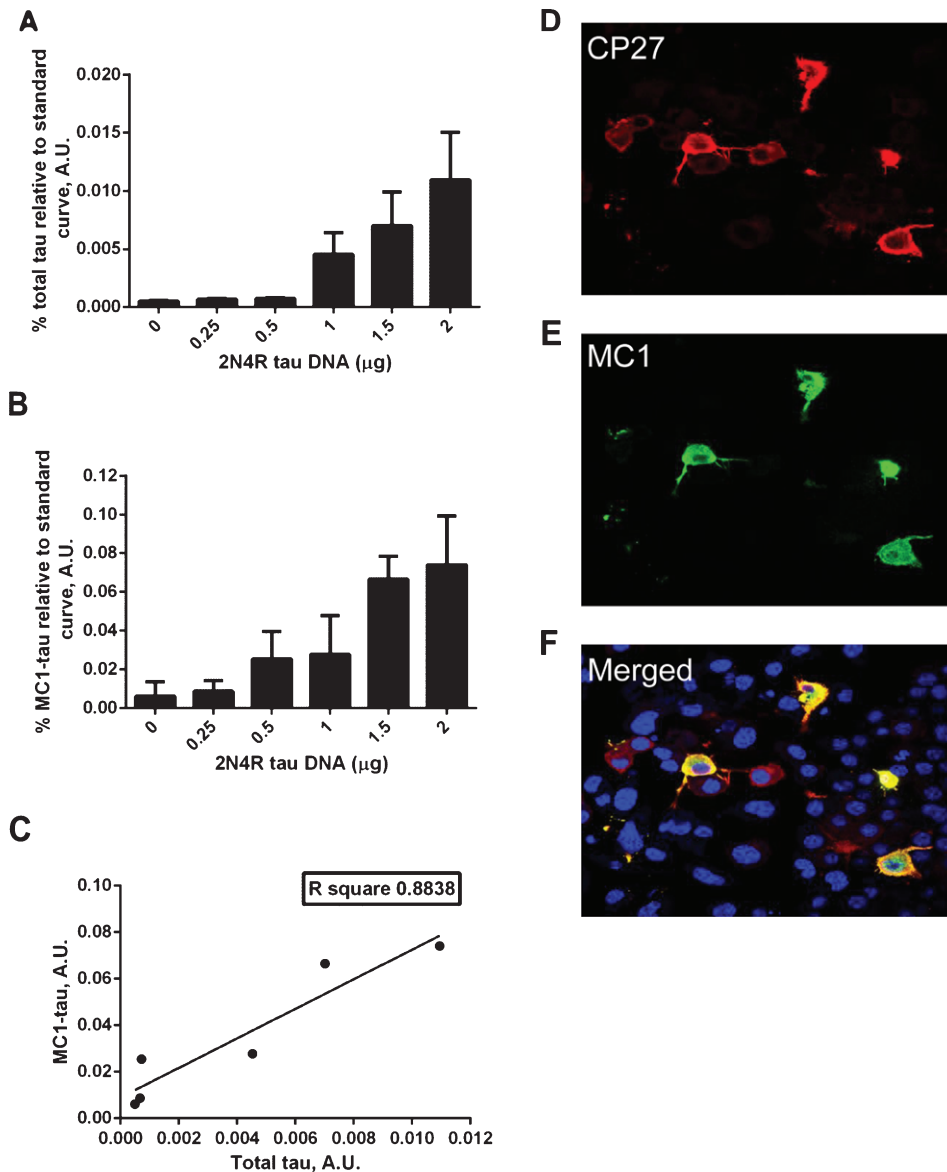 A
% total tau relative to standard
curve, A.U.
0.020
0.015
0.010
0.005
0.000
0
0.25
0.5
1
1.5
2
2N4R tau DNA (μg)
B
% MC1-tau relative to standard
curve, A.U.
0.12
0.10
0.08
0.06
0.04
0.02
0.00
0
0.25
0.5
1
1.5
2
2N4R tau DNA (μg)
C
R square 0.8838
MC1-tau, A.U.
0.10
0.08
0.06
0.04
0.02
0.00
0.000
0.002
0.004
0.006
0.008
0.010
0.012
Total tau, A.U.
D
CP27
E
MC1
F
Merged